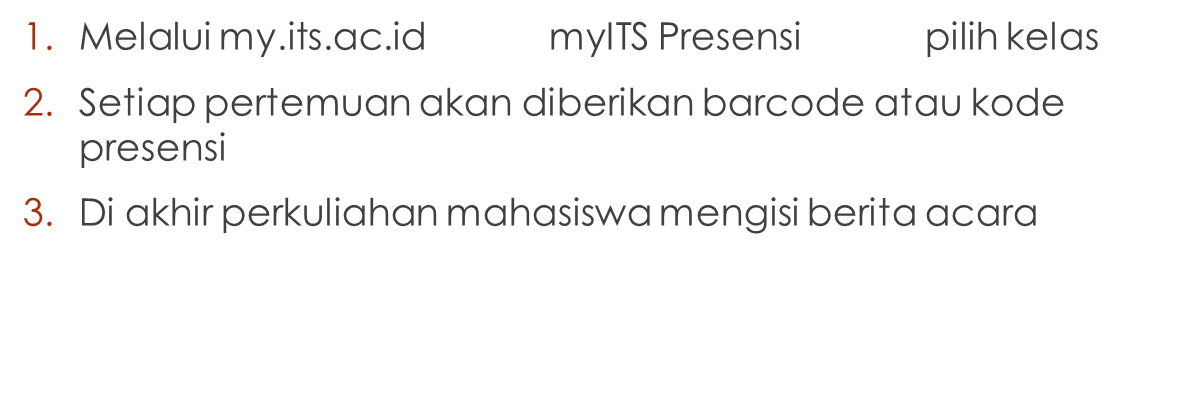 1. Melalui my.its.ac.id myITS Presensi pilih kelas
2. Setiap pertemuan akan diberikan barcode atau kode
presensi
3. Di akhir perkuliahan mahasiswa mengisi berita acara